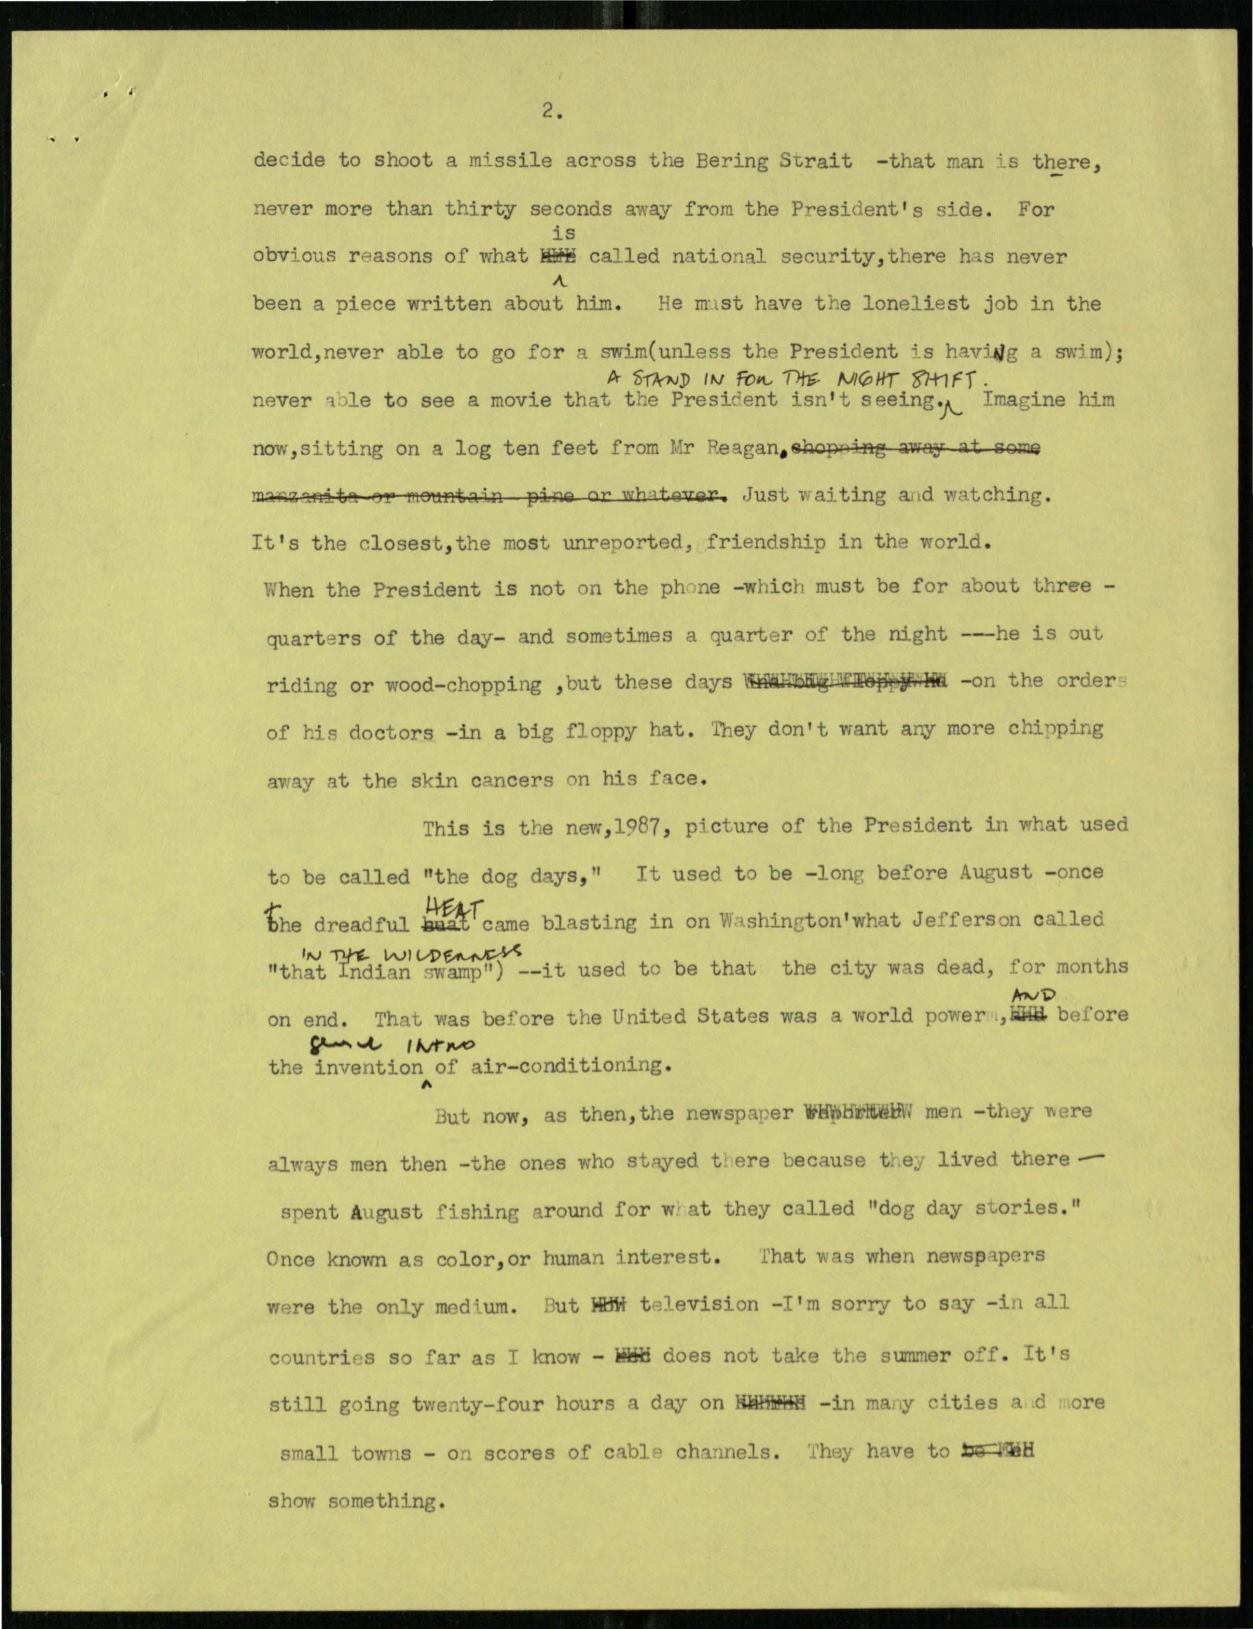 2.
decide to shoot a missile across the Bering Strait -that man is there,
never more than thirty seconds away from the President's side. For
is
obvious reasons of what called national security,there has never
been a piece written about him. He must have the loneliest job in the
world,never able to go for a swim(unless the President is having a swim);
A STAND IN FOR THE NIGHT SHIFT.
never able to see a movie that the President isn't seeing. Imagine him
now,sitting on a log ten feet from Mr Reagan, chopping away at some
manzanita or mountain pine or whatever. Just waiting and watching.
It's the closest,the most unreported, friendship in the world.
When the President is not on the phone -which must be for about three -
quarters of the day- and sometimes a quarter of the night ---he is out
riding or wood-chopping ,but these days -on the orders
of his doctors -in a big floppy hat. They don't want any more chipping
away at the skin cancers on his face.
This is the new,1987, picture of the President in what used
to be called "the dog days," It used to be -long before August -once
HEAT
the dreadful came blasting in on Washington'what Jefferson called
IN THE WILDERNESS
"that Indian swamp") --it used to be that the city was dead, for months
AND
on end. That was before the United States was a world power, before
the invention of air-conditioning.
But now, as then,the newspaper men -they were
always men then -the ones who stayed there because they lived there —
spent August fishing around for what they called "dog day stories."
Once known as color,or human interest. That was when newspapers
were the only medium. But television -I'm sorry to say -in all
countries so far as I know - does not take the summer off. It's
still going twenty-four hours a day on -in many cities and more
small towns - on scores of cable channels. They have to be
show something.